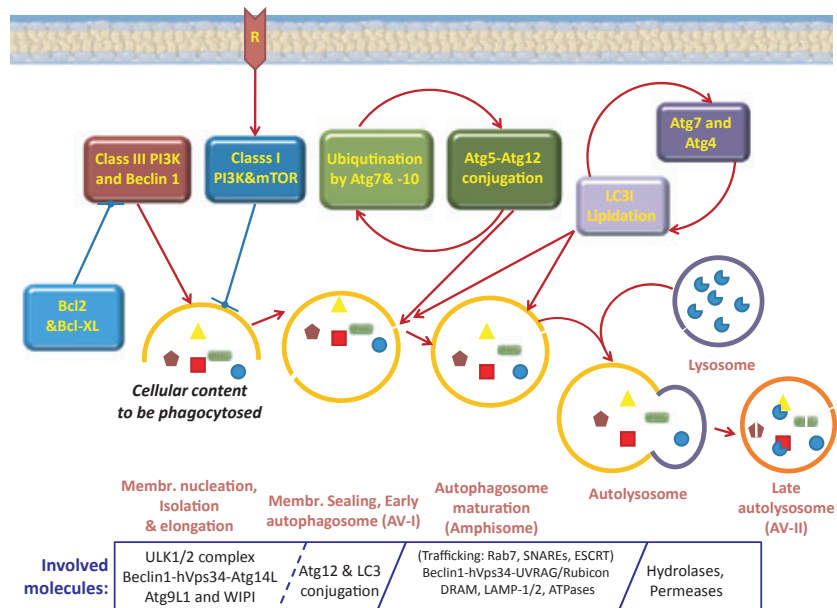 R
Class III PI3K
and Beclin 1
Classs I
PI3K&mTOR
Ubiqutination
by Atg7& -10
Atg5-Atg12
conjugation
Atg7 and
Atg4
LC3I
Lipidation
Bcl2
&Bcl-XL
Cellular content
to be phagocytosed
Lysosome
Membr. nucleation,
Isolation
& elongation
Membr. Sealing, Early
autophagosome (AV-I)
Autophagosome
maturation
(Amphisome)
Autolysosome
Late
autolysosome
(AV-II)
Involved
molecules:
ULK1/2 complex
Beclin1-hVps34-Atg14L
Atg9L1 and WIPI
Atg12 & LC3
conjugation
(Trafficking: Rab7, SNAREs, ESCRT)
Beclin1-hVps34-UVRAG/Rubicon
DRAM, LAMP-1/2, ATPases
Hydrolases,
Permeases